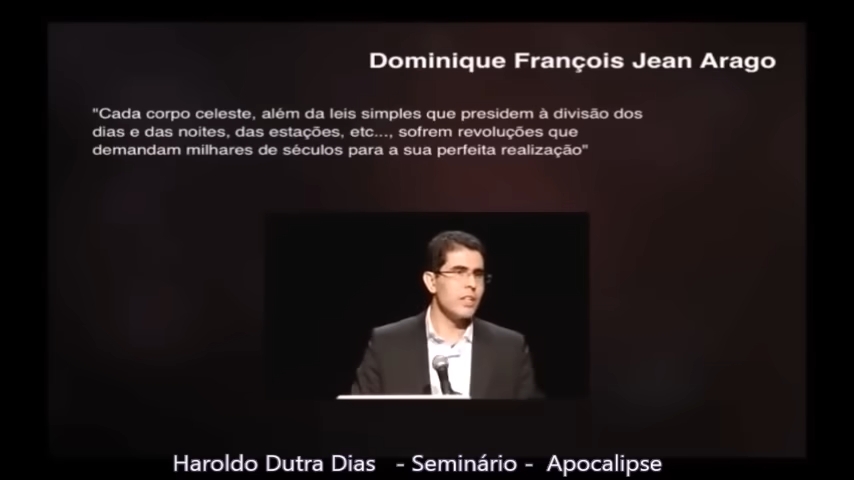 Dominique François Jean Arago
"Cada corpo celeste, além da leis simples que presidem à divisão dos
dias e das noites, das estações, etc..., sofrem revoluções que
demandam milhares de séculos para a sua perfeita realização"
Haroldo Dutra Dias - Seminário - Apocalipse